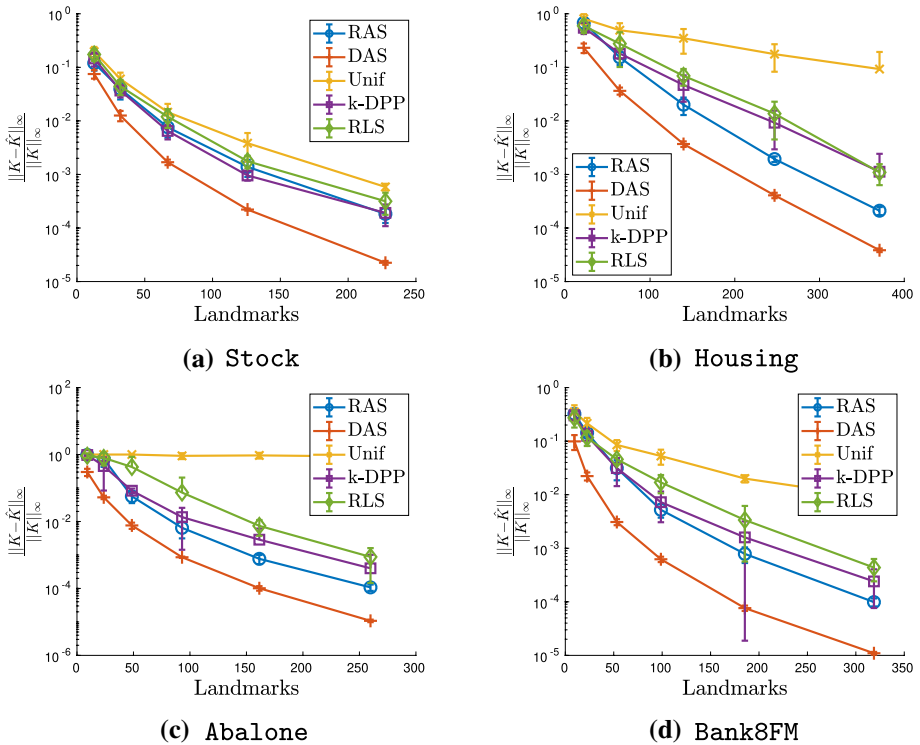 10^0
10^-1
10^-2
10^-3
10^-4
10^-5
||K−K̂||∞
||K||∞
0 50 100 150 200 250
Landmarks
RAS
DAS
Unif
k-DPP
RLS
(a) Stock
10^0
10^-1
10^-2
10^-3
10^-4
10^-5
||K−K̂||∞
||K||∞
0 100 200 300 400
Landmarks
RAS
DAS
Unif
k-DPP
RLS
(b) Housing
10^2
10^0
10^-2
10^-4
10^-6
||K−K̂||∞
||K||∞
0 50 100 150 200 250 300
Landmarks
RAS
DAS
Unif
k-DPP
RLS
(c) Abalone
10^0
10^-1
10^-2
10^-3
10^-4
10^-5
||K−K̂||∞
||K||∞
0 50 100 150 200 250 300 350
Landmarks
RAS
DAS
Unif
k-DPP
RLS
(d) Bank8FM